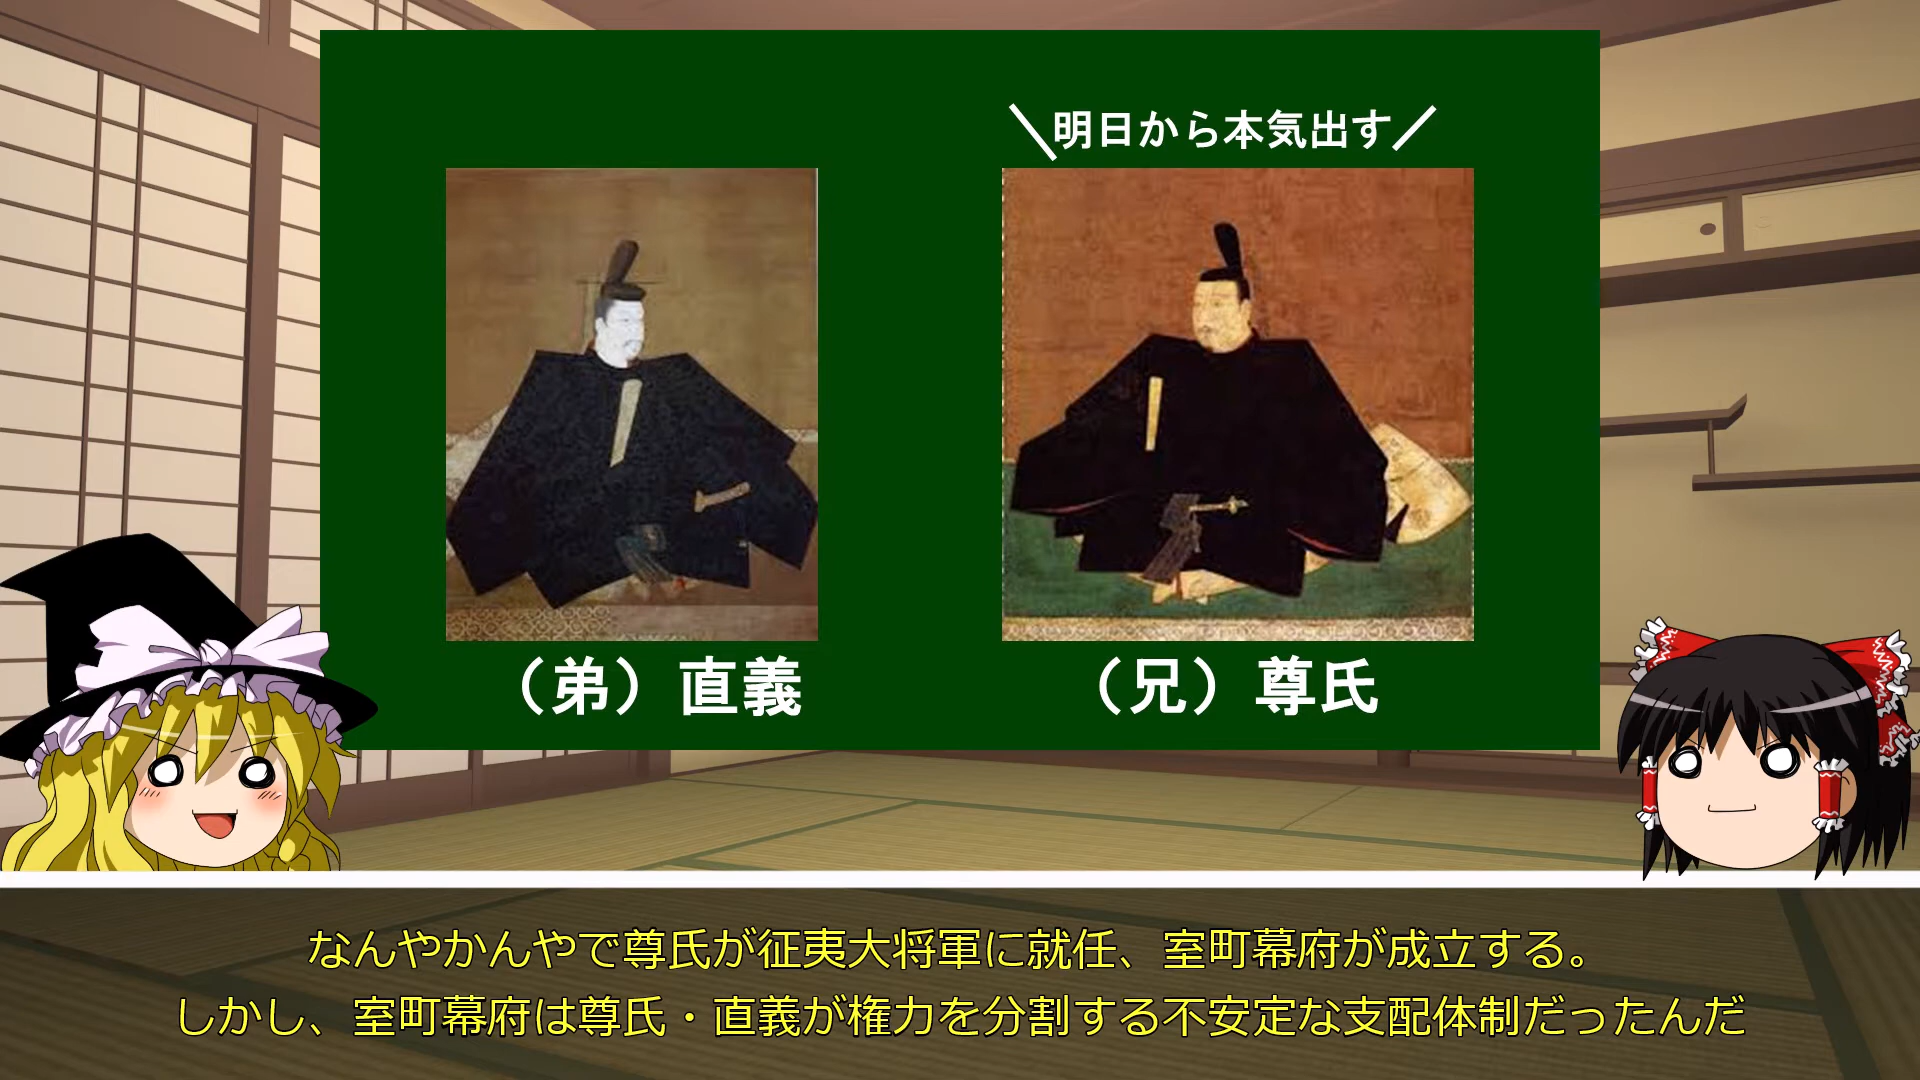 ＼明日から本気出す／
（弟）直義
（兄）尊氏
なんやかんやで尊氏が征夷大将軍に就任、室町幕府が成立する。
しかし、室町幕府は尊氏・直義が権力を分割する不安定な支配体制だったんだ